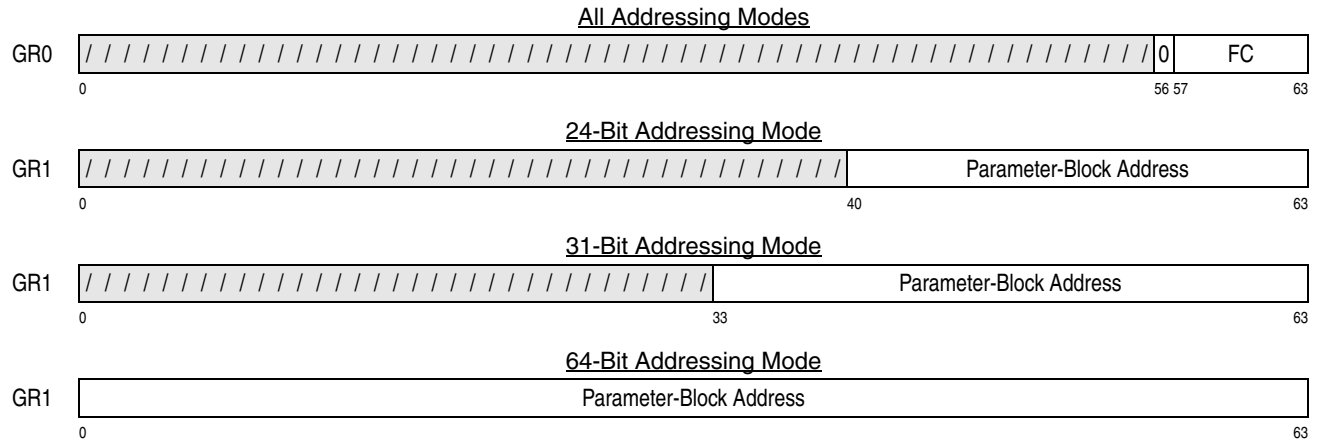 All Addressing Modes
GR0 / / / / / / / / / / / / / / / / / / / / / / / / / / / / / / / / / / / / / / / / / / / / / / / / / / / / / / / / 0 FC
0 56 57 63
24-Bit Addressing Mode
GR1 / / / / / / / / / / / / / / / / / / / / / / / / / / / / / / / / / / / / / / / / Parameter-Block Address
0 40 63
31-Bit Addressing Mode
GR1 / / / / / / / / / / / / / / / / / / / / / / / / / / / / / / / / / Parameter-Block Address
0 33 63
64-Bit Addressing Mode
GR1 Parameter-Block Address
0 63